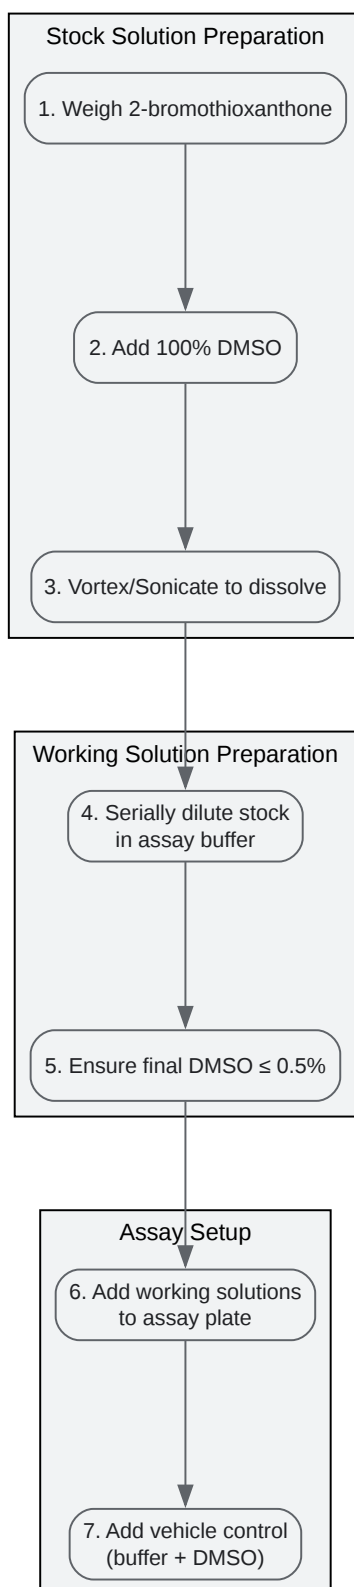 Stock Solution Preparation
1. Weigh 2-bromothioxanthone
2. Add 100% DMSO
3. Vortex/Sonicate to dissolve
Working Solution Preparation
4. Serially dilute stock
in assay buffer
5. Ensure final DMSO ≤ 0.5%
Assay Setup
6. Add working solutions
to assay plate
7. Add vehicle control
(buffer + DMSO)